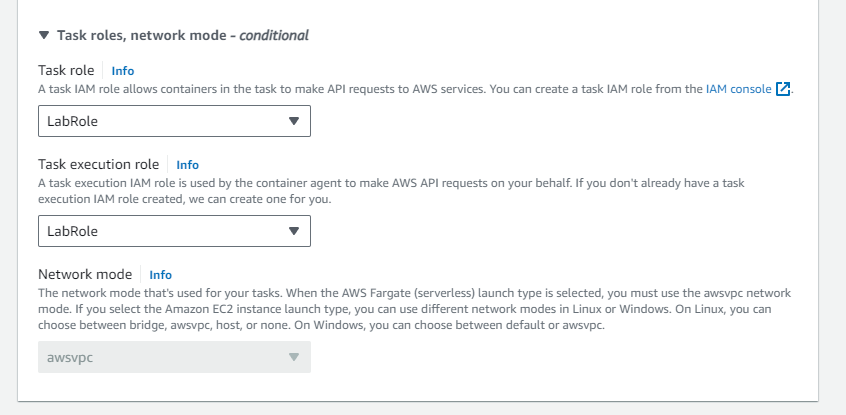 Task roles, network mode - conditional
Task role Info
A task IAM role allows containers in the task to make API requests to AWS services. You can create a task IAM role from the IAM console.
LabRole
Task execution role Info
A task execution IAM role is used by the container agent to make AWS API requests on your behalf. If you don't already have a task
execution IAM role created, we can create one for you.
LabRole
Network mode Info
The network mode that's used for your tasks. When the AWS Fargate (serverless) launch type is selected, you must use the awsvpc network
mode. If you select the Amazon EC2 instance launch type, you can use different network modes in Linux or Windows. On Linux, you can
choose between bridge, awsvpc, host, or none. On Windows, you can choose between default or awsvpc.
awsvpc